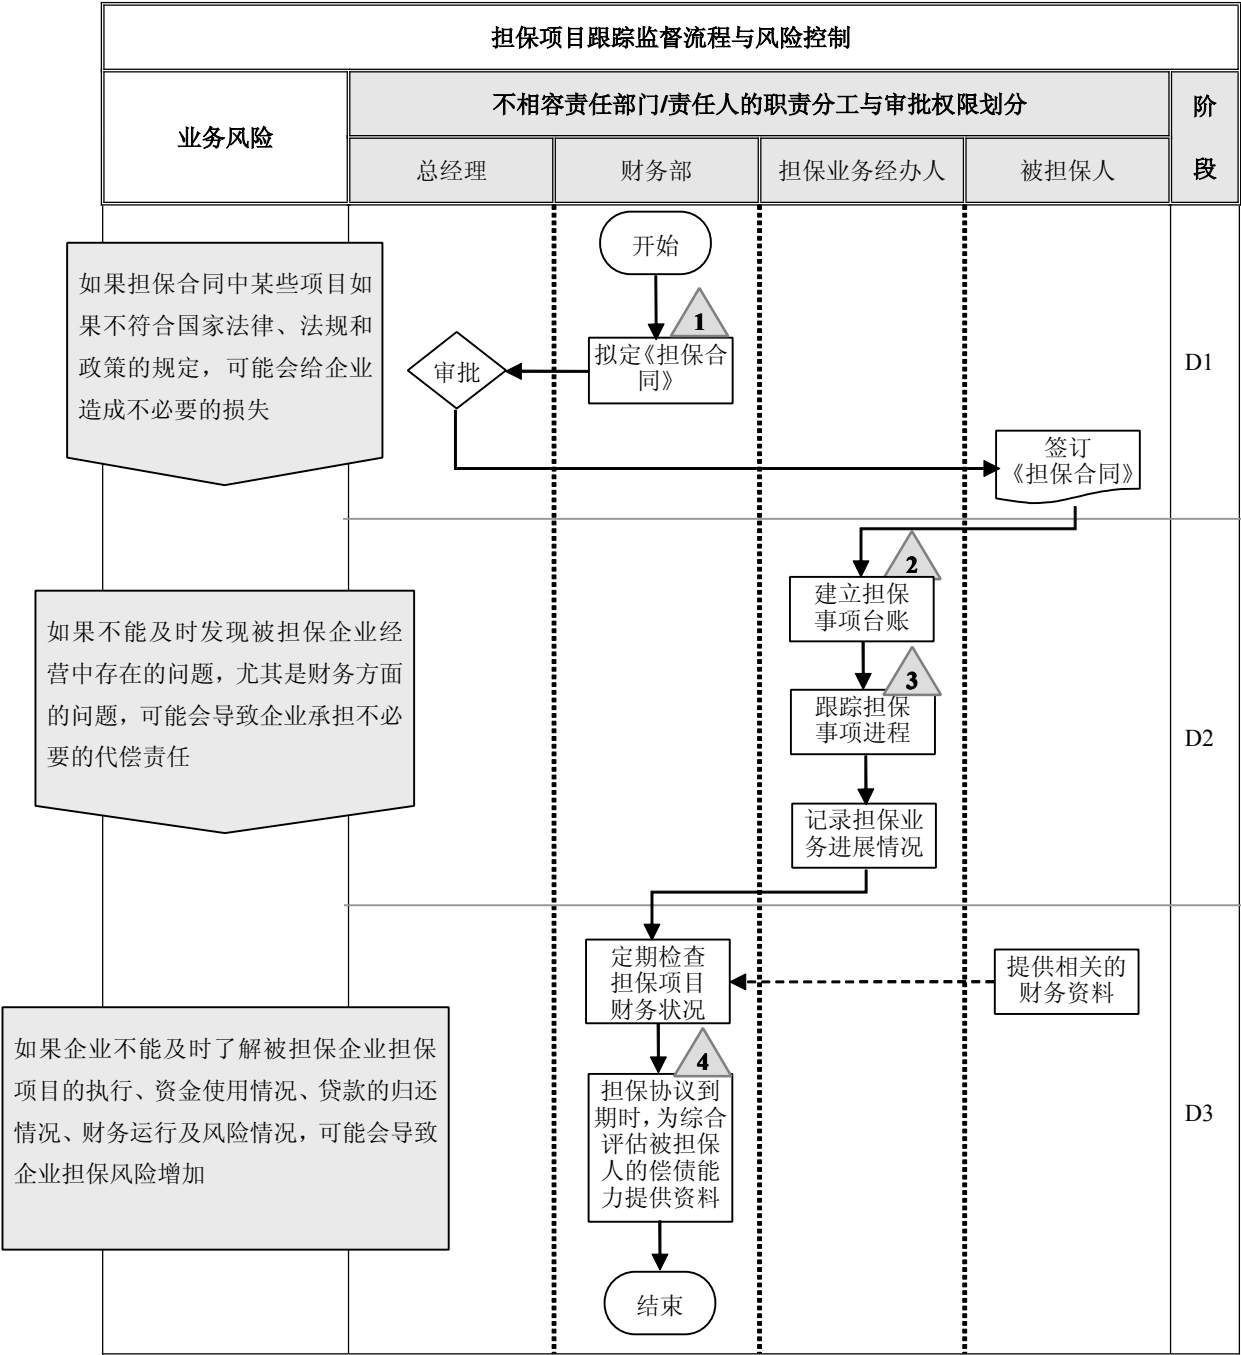 担保项目跟踪监督流程与风险控制
业务风险
不相容责任部门/责任人的职责分工与审批权限划分
阶
段
总经理
财务部
担保业务经办人
被担保人
开始
如果担保合同中某些项目如
果不符合国家法律、法规和
政策的规定，可能会给企业
造成不必要的损失
1
拟定《担保合
同》
审批
D1
签订
《担保合同》
2
建立担保
事项台账
如果不能及时发现被担保企业经
营中存在的问题，尤其是财务方面
的问题，可能会导致企业承担不必
要的代偿责任
3
跟踪担保
事项进程
D2
记录担保业
务进展情况
定期检查
担保项目
财务状况
提供相关的
财务资料
如果企业不能及时了解被担保企业担保
项目的执行、资金使用情况、贷款的归还
情况、财务运行及风险情况，可能会导致
企业担保风险增加
4
担保协议到
期时，为综合
评估被担保
人的偿债能
力提供资料
D3
结束